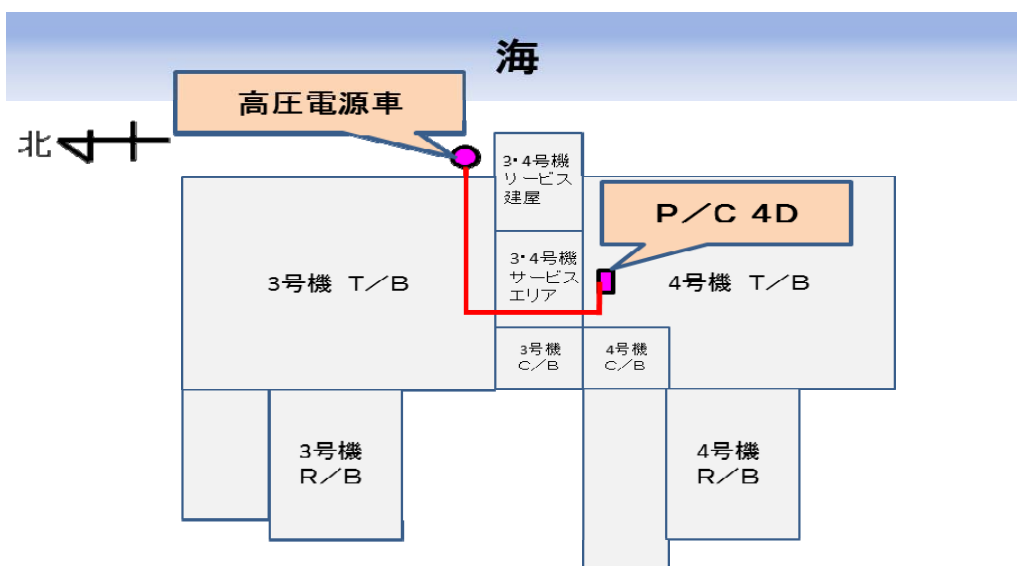 海
高圧電源車
北
3・4号機
サービス
建屋
P／C 4D
3号機 T／B
3・4号機
サービス
エリア
4号機 T／B
3号機
C／B
4号機
C／B
3号機
R／B
4号機
R／B